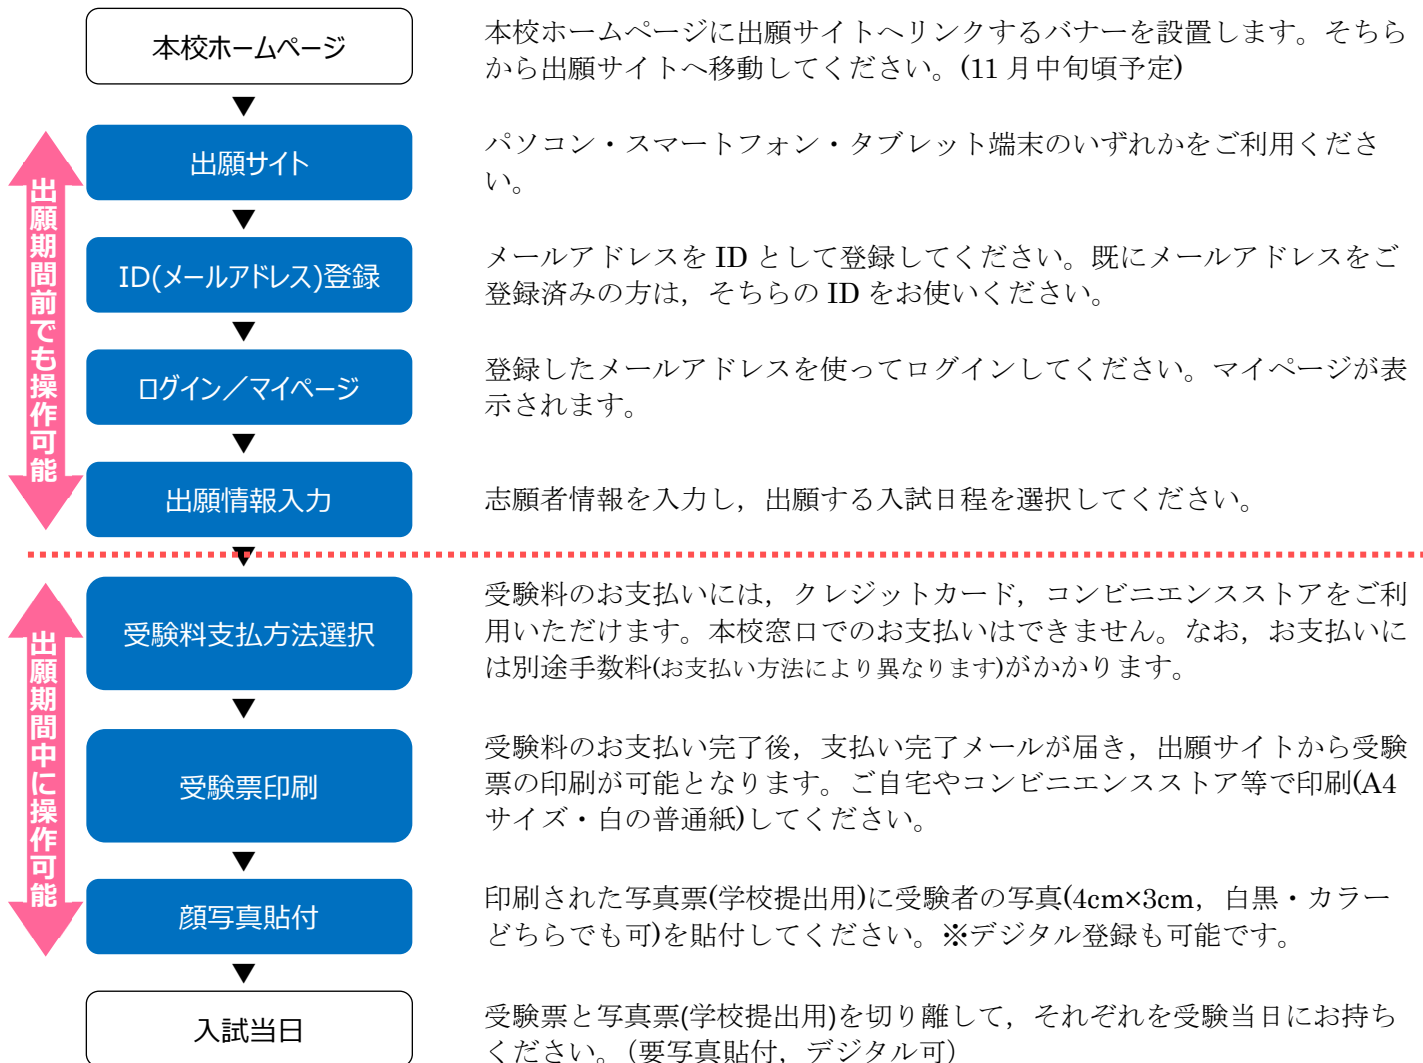 本校ホームページ
本校ホームページに出願サイトへリンクするバナーを設置します。そちら
から出願サイトへ移動してください。(11 月中旬頃予定)
▼
出願期間前でも操作可能
出願サイト
パソコン・スマートフォン・タブレット端末のいずれかをご利用くださ
い。
▼
ID(メールアドレス)登録
メールアドレスを ID として登録してください。既にメールアドレスをご
登録済みの方は，そちらの ID をお使いください。
▼
ログイン／マイページ
登録したメールアドレスを使ってログインしてください。マイページが表
示されます。
▼
出願情報入力
志願者情報を入力し，出願する入試日程を選択してください。
▼
出願期間中に操作可能
受験料支払方法選択
受験料のお支払いには，クレジットカード，コンビニエンスストアをご利
用いただけます。本校窓口でのお支払いはできません。なお，お支払いに
は別途手数料(お支払い方法により異なります)がかかります。
▼
受験票印刷
受験料のお支払い完了後，支払い完了メールが届き，出願サイトから受験
票の印刷が可能となります。ご自宅やコンビニエンスストア等で印刷(A4
サイズ・白の普通紙)してください。
▼
顔写真貼付
印刷された写真票(学校提出用)に受験者の写真(4cm×3cm，白黒・カラー
どちらでも可)を貼付してください。※デジタル登録も可能です。
▼
入試当日
受験票と写真票(学校提出用)を切り離して，それぞれを受験当日にお持ち
ください。（要写真貼付，デジタル可）